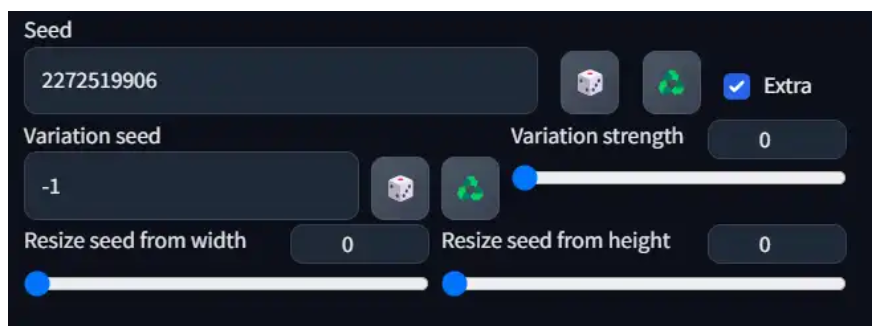 Seed
2272519906
Extra
Variation seed
Variation strength
0
-1
Resize seed from width
0
Resize seed from height
0